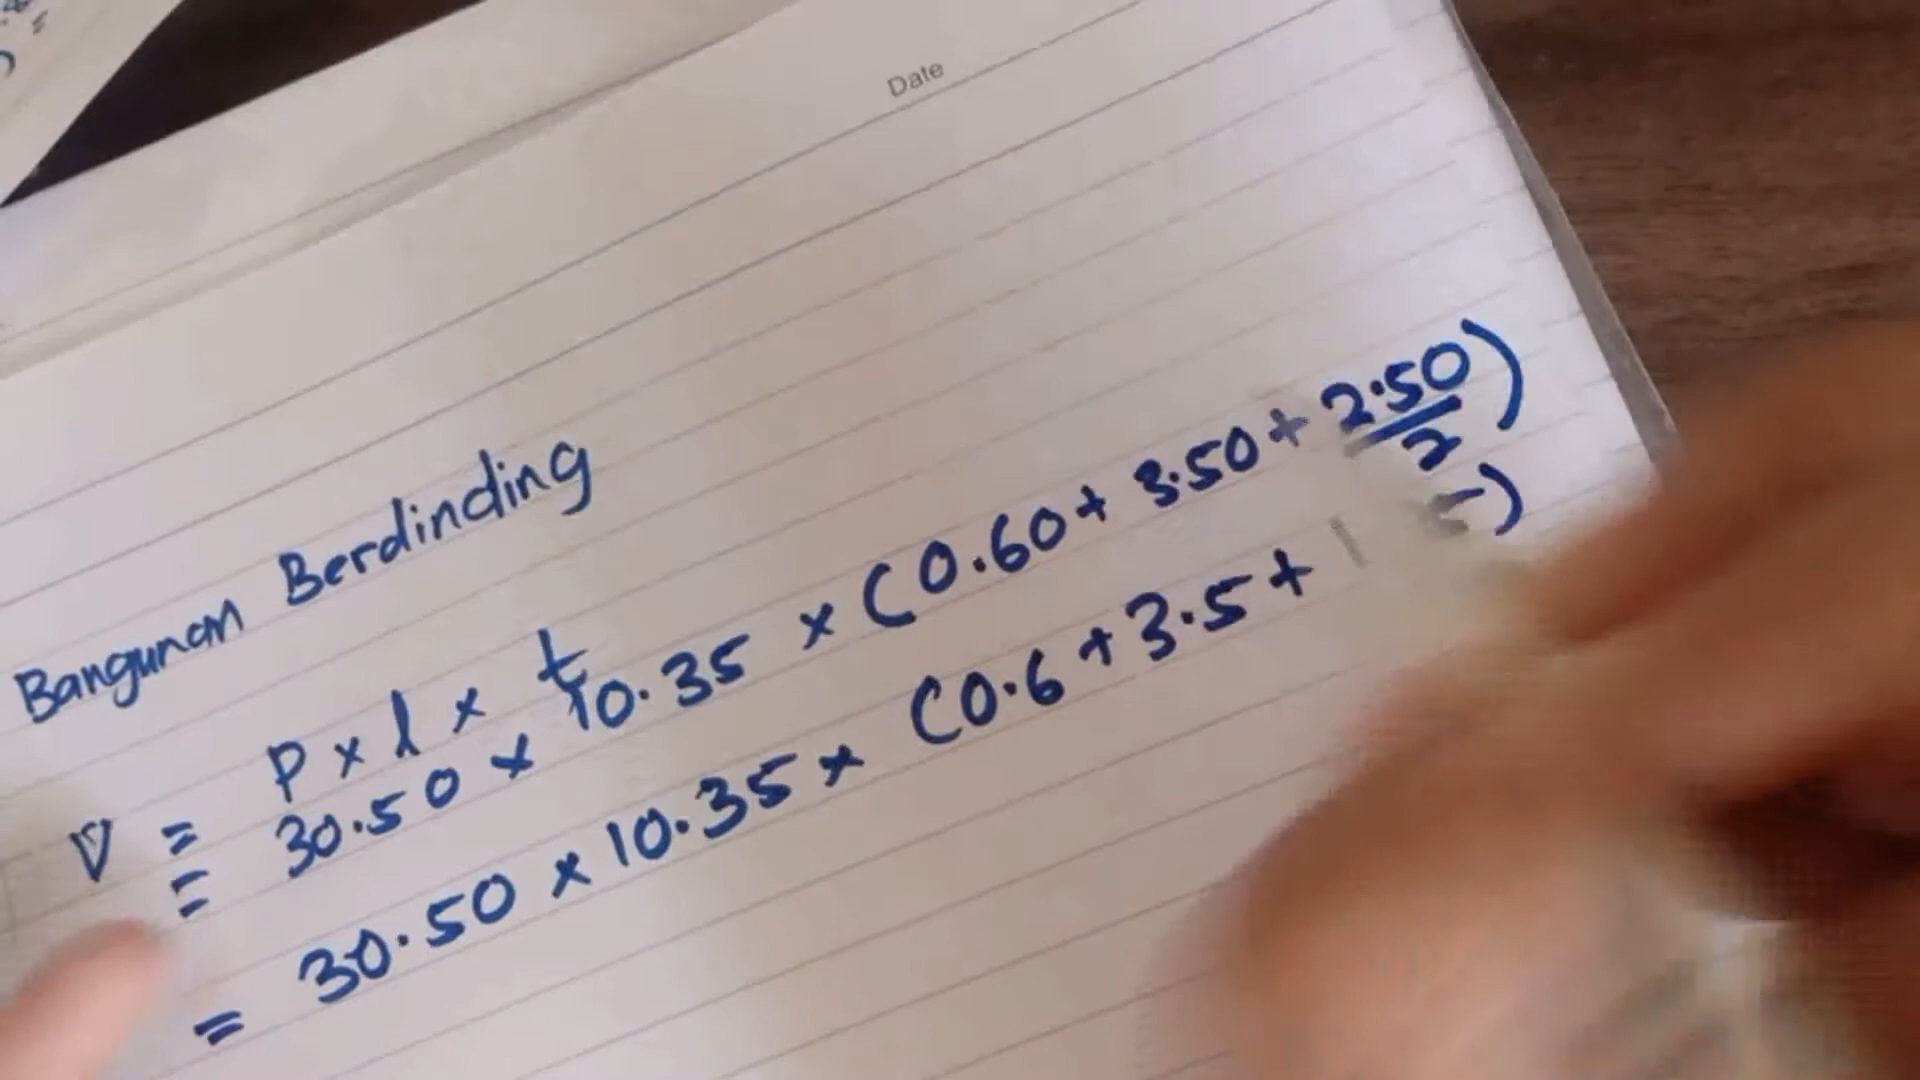 Date
Bangunan Berdinding
V = p x l x t
= 30.50 x 10.35 x (0.60 + 3.50 + 2.50/2)
= 30.50 x 10.35 x (0.6 + 3.5 + )
=